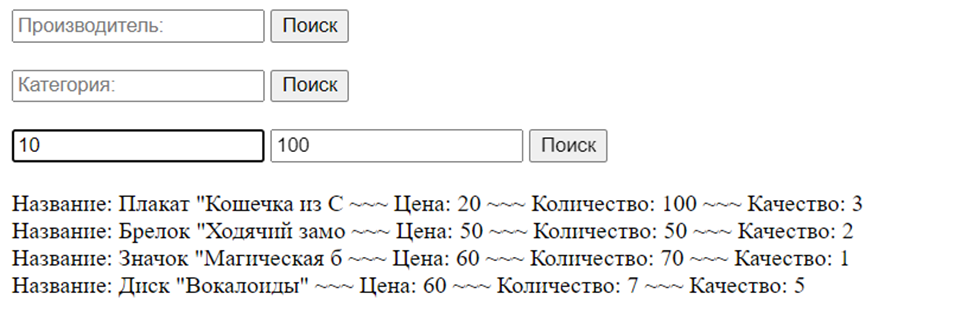 Производитель: Поиск
Категория: Поиск
10 100 Поиск
Название: Плакат "Кошечка из С ~~~ Цена: 20 ~~~ Количество: 100 ~~~ Качество: 3
Название: Брелок "Ходячий замо ~~~ Цена: 50 ~~~ Количество: 50 ~~~ Качество: 2
Название: Значок "Магическая б ~~~ Цена: 60 ~~~ Количество: 70 ~~~ Качество: 1
Название: Диск "Вокалоиды" ~~~ Цена: 60 ~~~ Количество: 7 ~~~ Качество: 5